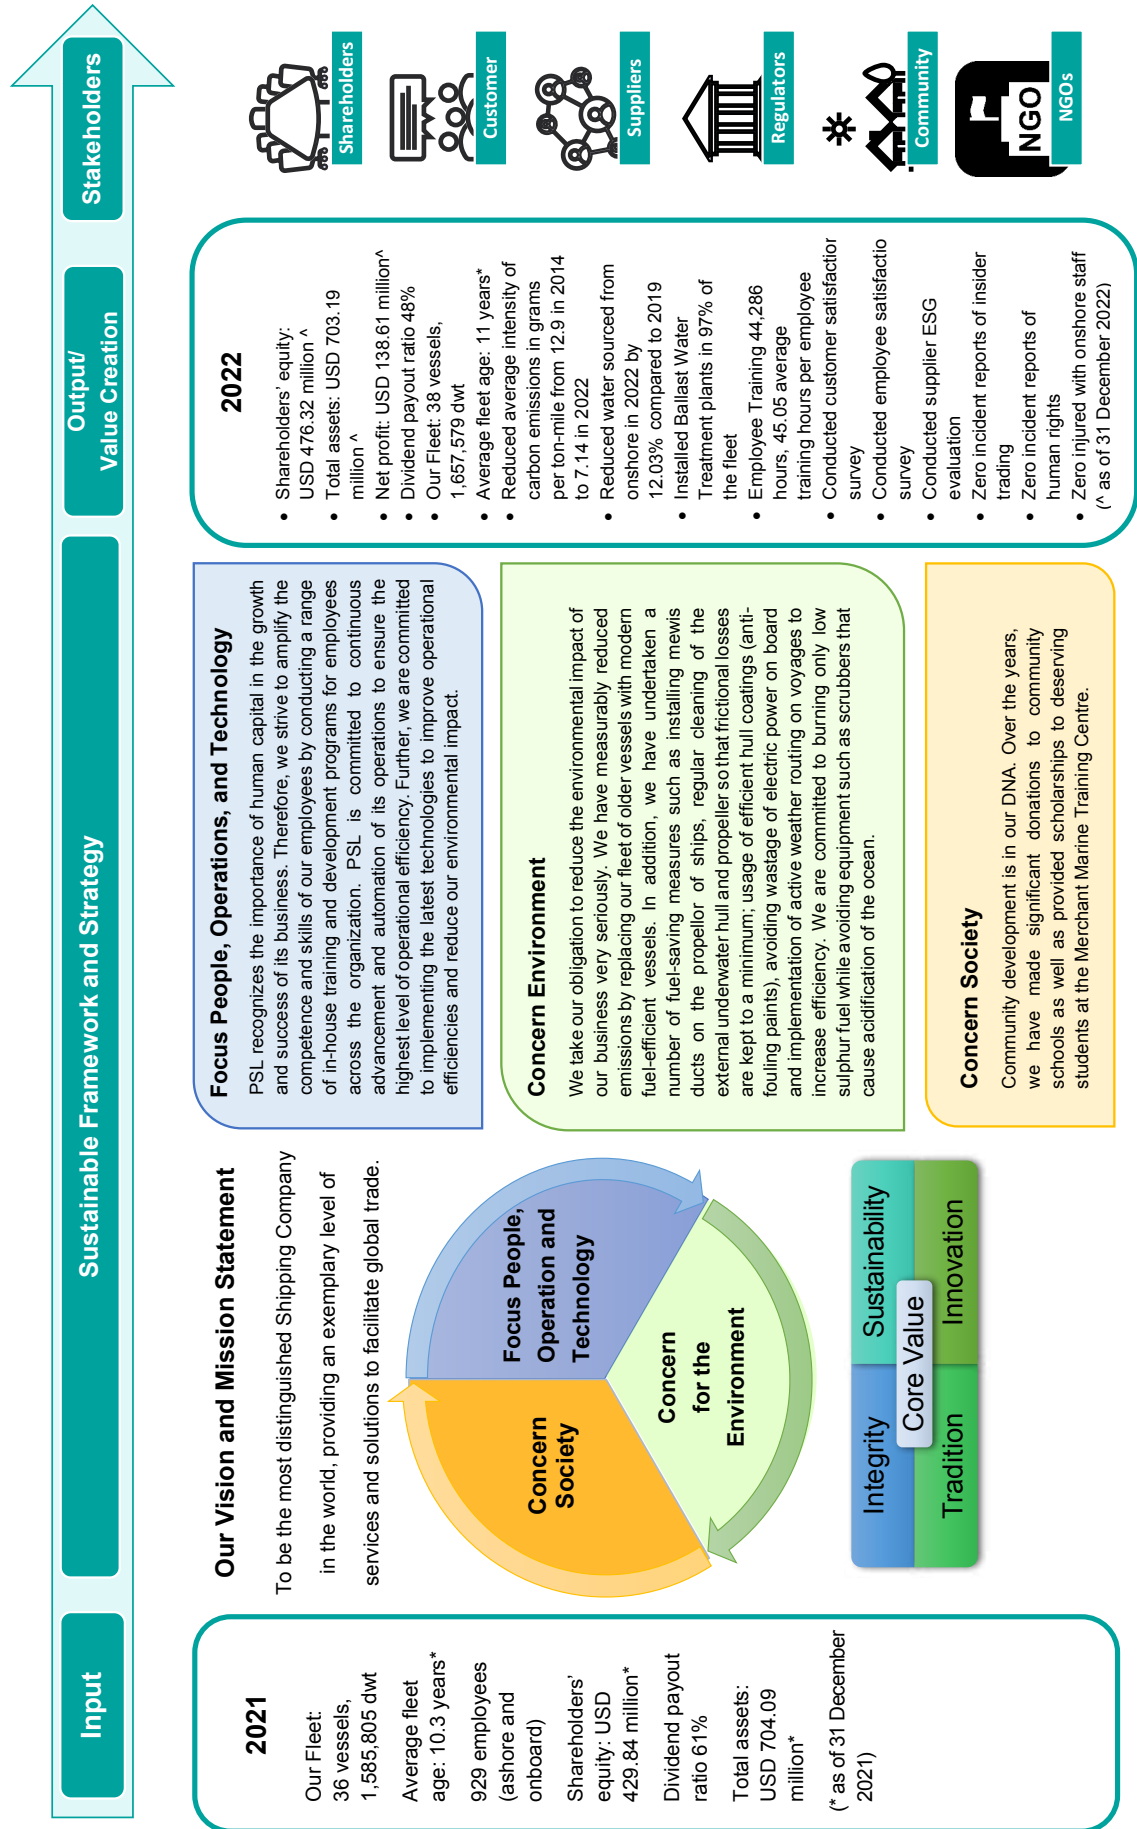 Input
Sustainable Framework and Strategy
Output/
Value Creation
Stakeholders
2021
Our Fleet:
36 vessels,
1,585,805 dwt
Average fleet
age: 10.3 years*
929 employees
(ashore and
onboard)
Shareholders'
equity: USD
429.84 million*
Dividend payout
ratio 61%
Total assets:
USD 704.09
million*
(* as of 31 December
2021)
Our Vision and Mission Statement
To be the most distinguished Shipping Company
in the world, providing an exemplary level of
services and solutions to facilitate global trade.
Concern
Society
Focus People,
Operation and
Technology
Concern
for the
Environment
Integrity
Sustainability
Core Value
Tradition
Innovation
Focus People, Operations, and Technology
PSL recognizes the importance of human capital in the growth
and success of its business. Therefore, we strive to amplify the
competence and skills of our employees by conducting a range
of in-house training and development programs for employees
across the organization. PSL is committed to continuous
advancement and automation of its operations to ensure the
highest level of operational efficiency. Further, we are committed
to implementing the latest technologies to improve operational
efficiencies and reduce our environmental impact.
Concern Environment
We take our obligation to reduce the environmental impact of
our business very seriously. We have measurably reduced
emissions by replacing our fleet of older vessels with modern
fuel-efficient vessels. In addition, we have undertaken a
number of fuel-saving measures such as installing mewis
ducts on the propellor of ships, regular cleaning of the
external underwater hull and propeller so that frictional losses
are kept to a minimum; usage of efficient hull coatings (anti-
fouling paints), avoiding wastage of electric power on board
and implementation of active weather routing on voyages to
increase efficiency. We are committed to burning only low
sulphur fuel while avoiding equipment such as scrubbers that
cause acidification of the ocean.
Concern Society
Community development is in our DNA. Over the years,
we have made significant donations to community
schools as well as provided scholarships to deserving
students at the Merchant Marine Training Centre.
2022
• Shareholders' equity:
USD 476.32 million ^
• Total assets: USD 703.19
million ^
• Net profit: USD 138.61 million^
• Dividend payout ratio 48%
• Our Fleet: 38 vessels,
1,657,579 dwt
• Average fleet age: 11 years*
• Reduced average intensity of
carbon emissions in grams
per ton-mile from 12.9 in 2014
to 7.14 in 2022
• Reduced water sourced from
onshore in 2022 by
12.03% compared to 2019
• Installed Ballast Water
Treatment plants in 97% of
the fleet
• Employee Training 44,286
hours, 45.05 average
training hours per employee
• Conducted customer satisfaction
survey
• Conducted employee satisfactio
survey
• Conducted supplier ESG
evaluation
• Zero incident reports of insider
trading
• Zero incident reports of
human rights
• Zero injured with onshore staff
(^ as of 31 December 2022)
Shareholders
Customer
Suppliers
Regulators
Community
NGO
NGOs